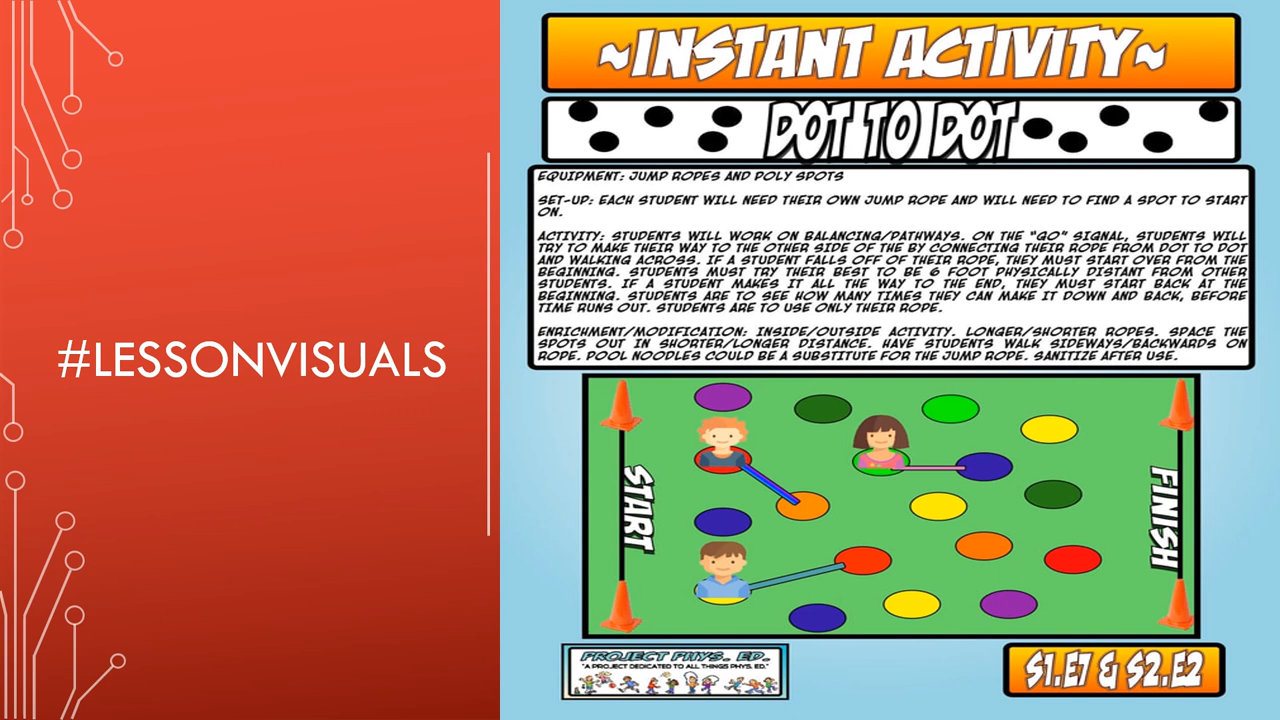 #LESSONVISUALS
~INSTANT ACTIVITY~
DOT TO DOT
EQUIPMENT: JUMP ROPES AND POLY SPOTS
SET-UP: EACH STUDENT WILL NEED THEIR OWN JUMP ROPE AND WILL NEED TO FIND A SPOT TO START
ON.
ACTIVITY: STUDENTS WILL WORK ON BALANCING/PATHWAYS. ON THE "GO" SIGNAL, STUDENTS WILL
TRY TO MAKE THEIR WAY TO THE OTHER SIDE OF THE BY CONNECTING THEIR ROPE FROM DOT TO DOT
AND WALKING ACROSS. IF A STUDENT FALLS OFF OF THEIR ROPE, THEY MUST START OVER FROM THE
BEGINNING. STUDENTS MUST TRY THEIR BEST TO BE 6 FOOT PHYSICALLY DISTANT FROM OTHER
STUDENTS. IF A STUDENT MAKES IT ALL THE WAY TO THE END, THEY MUST START BACK AT THE
BEGINNING. STUDENTS ARE TO SEE HOW MANY TIMES THEY CAN MAKE IT DOWN AND BACK, BEFORE
TIME RUNS OUT. STUDENTS ARE TO USE ONLY THEIR ROPE.
ENRICHMENT/MODIFICATION: INSIDE/OUTSIDE ACTIVITY. LONGER/SHORTER ROPES. SPACE THE
SPOTS OUT IN SHORTER/LONGER DISTANCE. HAVE STUDENTS WALK SIDEWAYS/BACKWARDS ON
ROPE. POOL NOODLES COULD BE A SUBSTITUTE FOR THE JUMP ROPE. SANITIZE AFTER USE.
START
FINISH
PROJECT PHYS. ED.
"A PROJECT DEDICATED TO ALL THINGS PHYS. ED."
S1.E7 & S2.E2